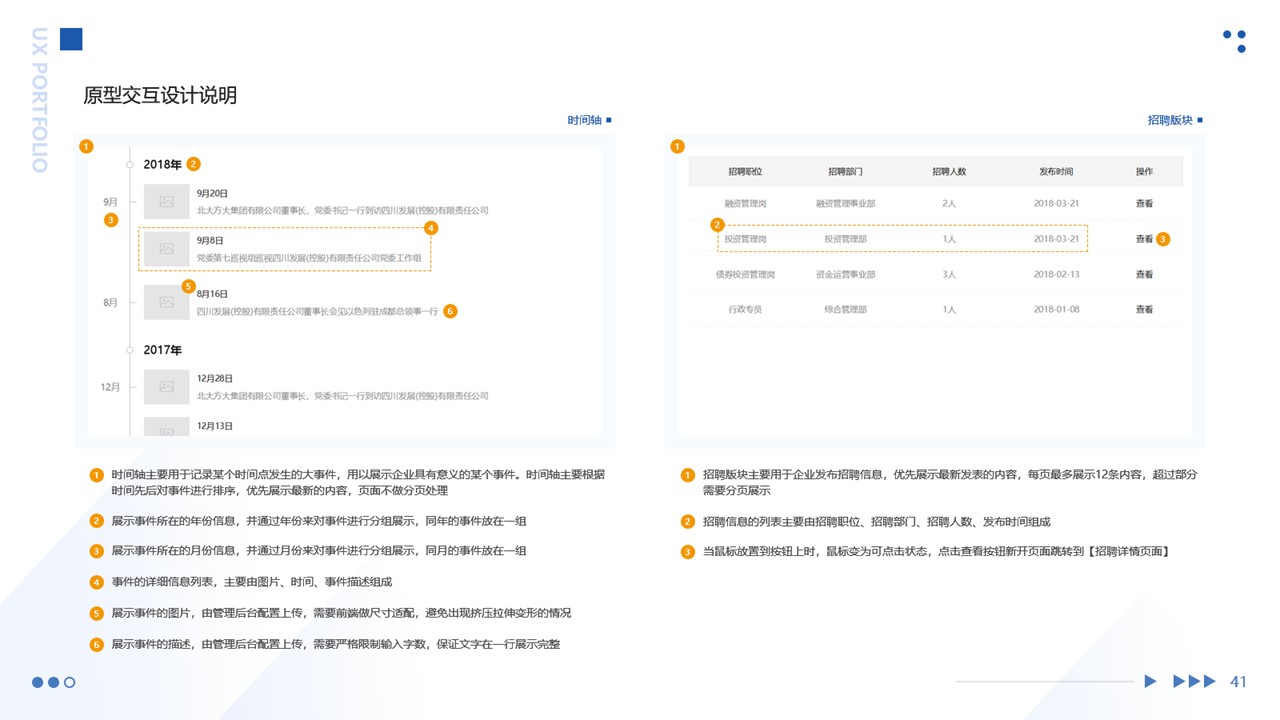 UX PORTFOLIO
原型交互设计说明
时间轴
1
2018年 2
9月
3
9月20日
北大方大集团有限公司董事长、党委书记一行到访四川发展(控股)有限责任公司
4
9月8日
党委第七巡视组巡视四川发展(控股)有限责任公司党委工作组
5
8月
8月16日
四川发展(控股)有限责任公司董事长会见以色列驻成都总领事一行 6
2017年
12月
12月28日
北大方大集团有限公司董事长、党委书记一行到访四川发展(控股)有限责任公司
12月13日
1 时间轴主要用于记录某个时间点发生的大事件，用以展示企业具有意义的某个事件。时间轴主要根据
时间先后对事件进行排序，优先展示最新的内容，页面不做分页处理
2 展示事件所在的年份信息，并通过年份来对事件进行分组展示，同年的事件放在一组
3 展示事件所在的月份信息，并通过月份来对事件进行分组展示，同月的事件放在一组
4 事件的详细信息列表，主要由图片、时间、事件描述组成
5 展示事件的图片，由管理后台配置上传，需要前端做尺寸适配，避免出现挤压拉伸变形的情况
6 展示事件的描述，由管理后台配置上传，需要严格限制输入字数，保证文字在一行展示完整
招聘版块
1
招聘职位 招聘部门 招聘人数 发布时间 操作
融资管理岗 融资管理事业部 2人 2018-03-21 查看
2
投资管理岗 投资管理部 1人 2018-03-21 查看 3
债券投资管理岗 资金运营事业部 3人 2018-02-13 查看
行政专员 综合管理部 1人 2018-01-08 查看
1 招聘版块主要用于企业发布招聘信息，优先展示最新发表的内容，每页最多展示12条内容，超过部分
需要分页展示
2 招聘信息的列表主要由招聘职位、招聘部门、招聘人数、发布时间组成
3 当鼠标放置到按钮上时，鼠标变为可点击状态，点击查看按钮新开页面跳转到【招聘详情页面】
41